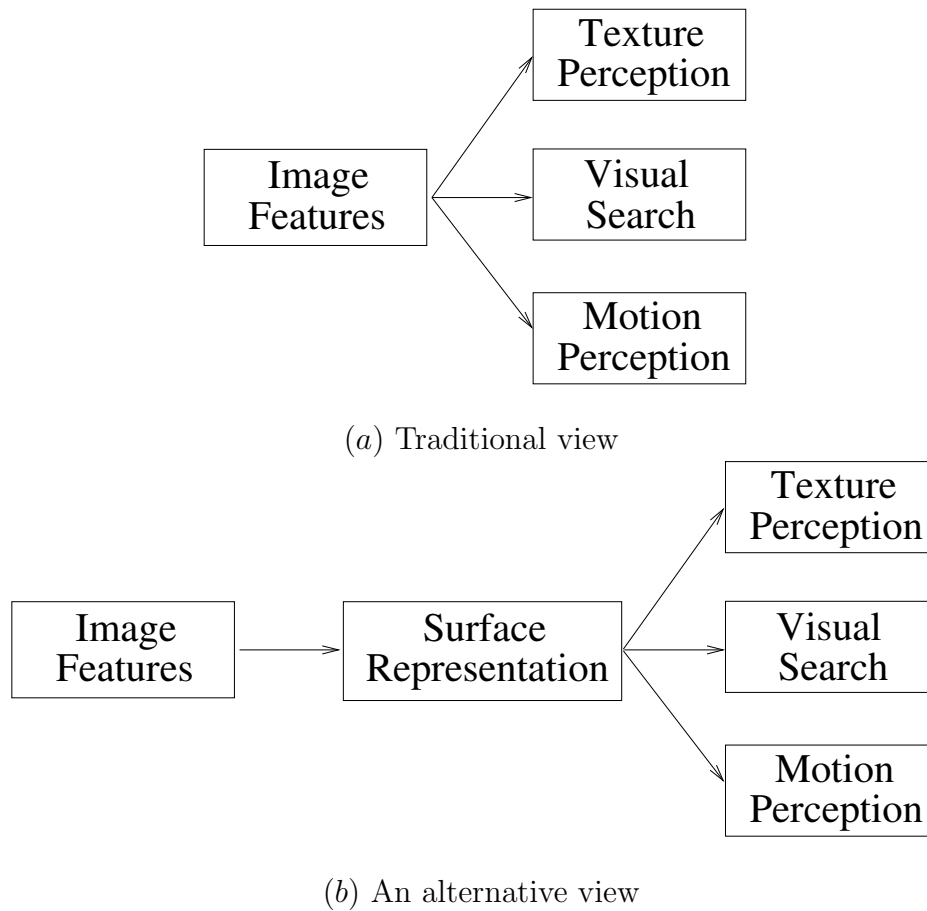 Texture
Perception
Image
Features
Visual
Search
Motion
Perception
(a) Traditional view
Texture
Perception
Image
Features
Surface
Representation
Visual
Search
Motion
Perception
(b) An alternative view